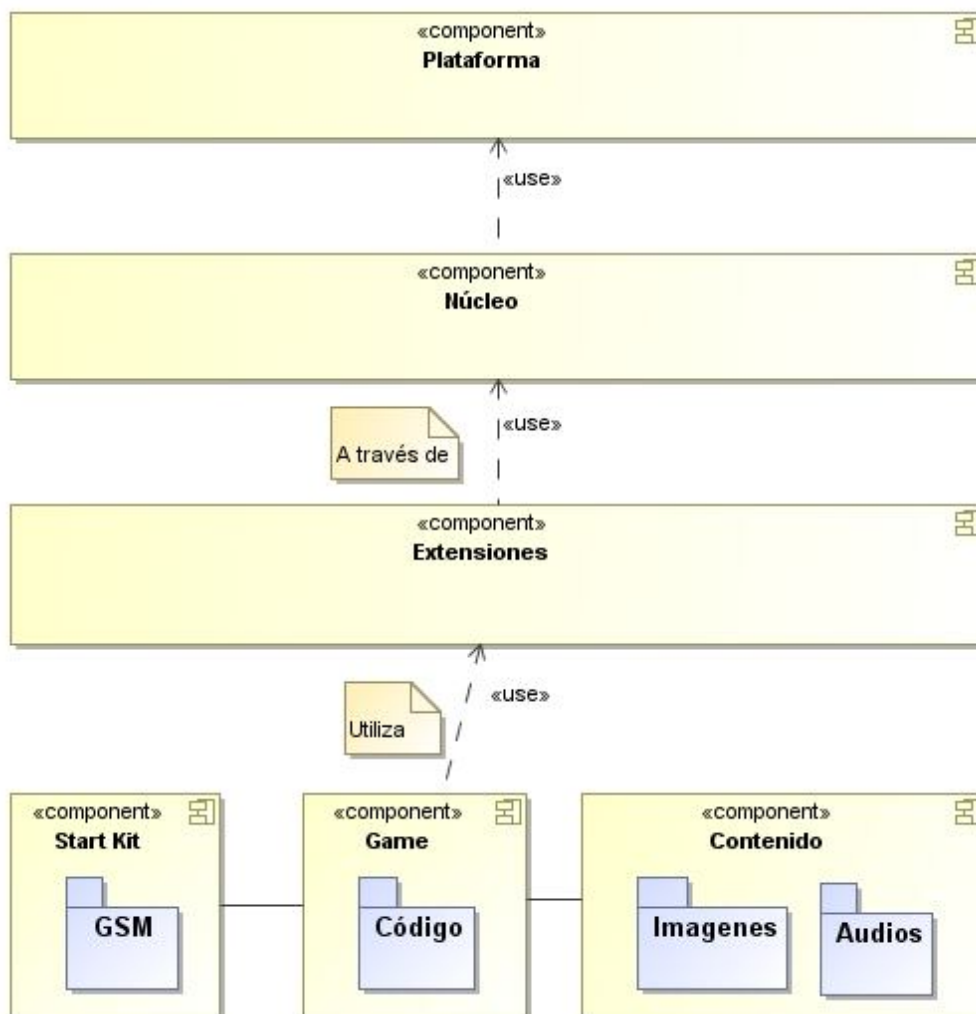 «component»
Plataforma
«use»
«component»
Núcleo
A través de
«use»
«component»
Extensiones
Utiliza
«use»
«component»
Start Kit
GSM
«component»
Game
Código
«component»
Contenido
Imagenes
Audios